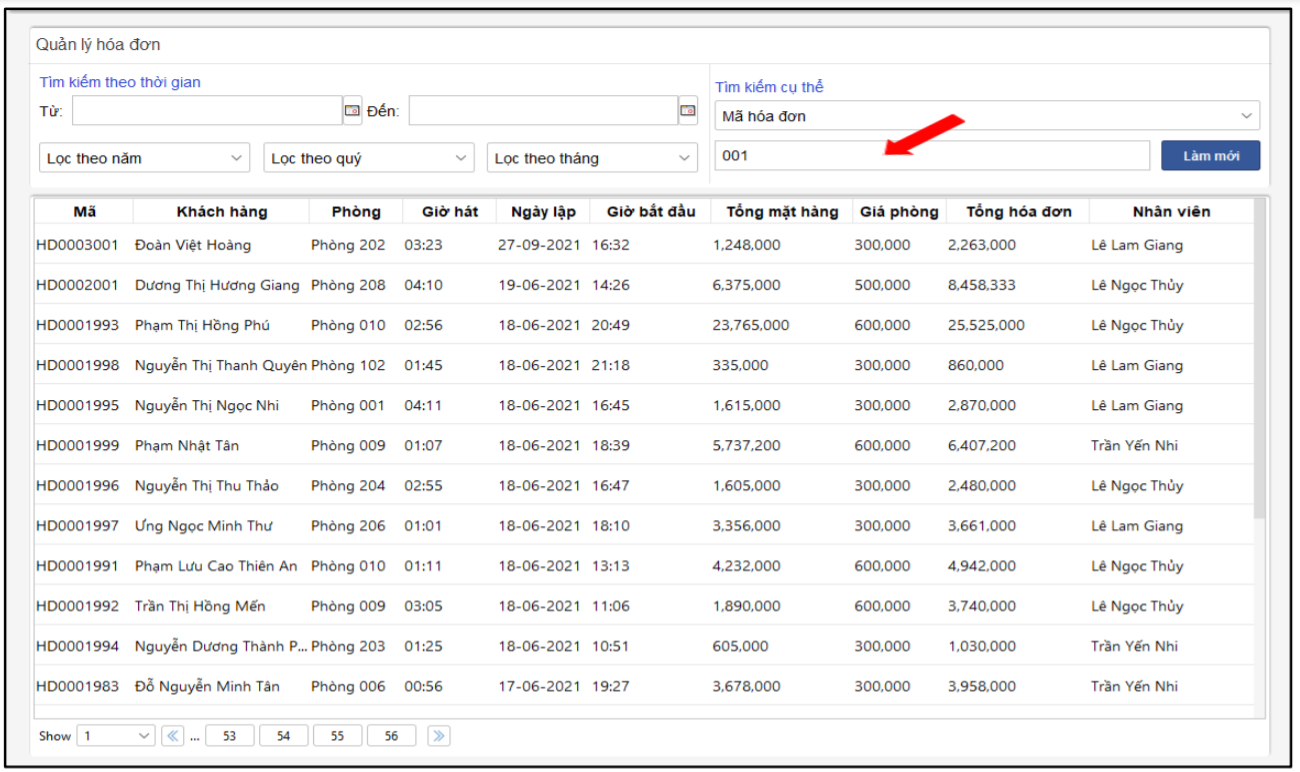 Quản lý hóa đơn
Tìm kiếm theo thời gian
Từ: Đến:
Lọc theo năm Lọc theo quý Lọc theo tháng
Tìm kiếm cụ thể
Mã hóa đơn
001 Làm mới
Mã Khách hàng Phòng Giờ hát Ngày lập Giờ bắt đầu Tổng mặt hàng Giá phòng Tổng hóa đơn Nhân viên
HD0003001 Đoàn Việt Hoàng Phòng 202 03:23 27-09-2021 16:32 1,248,000 300,000 2,263,000 Lê Lam Giang
HD0002001 Dương Thị Hương Giang Phòng 208 04:10 19-06-2021 14:26 6,375,000 500,000 8,458,333 Lê Ngọc Thủy
HD0001993 Phạm Thị Hồng Phú Phòng 010 02:56 18-06-2021 20:49 23,765,000 600,000 25,525,000 Lê Ngọc Thủy
HD0001998 Nguyễn Thị Thanh Quyên Phòng 102 01:45 18-06-2021 21:18 335,000 300,000 860,000 Lê Lam Giang
HD0001995 Nguyễn Thị Ngọc Nhi Phòng 001 04:11 18-06-2021 16:45 1,615,000 300,000 2,870,000 Lê Lam Giang
HD0001999 Phạm Nhật Tân Phòng 009 01:07 18-06-2021 18:39 5,737,200 600,000 6,407,200 Trần Yến Nhi
HD0001996 Nguyễn Thị Thu Thảo Phòng 204 02:55 18-06-2021 16:47 1,605,000 300,000 2,480,000 Lê Ngọc Thủy
HD0001997 Ưng Ngọc Minh Thư Phòng 206 01:01 18-06-2021 18:10 3,356,000 300,000 3,661,000 Lê Lam Giang
HD0001991 Phạm Lưu Cao Thiên An Phòng 010 01:11 18-06-2021 13:13 4,232,000 600,000 4,942,000 Lê Ngọc Thủy
HD0001992 Trần Thị Hồng Mến Phòng 009 03:05 18-06-2021 11:06 1,890,000 600,000 3,740,000 Lê Ngọc Thủy
HD0001994 Nguyễn Dương Thành P... Phòng 203 01:25 18-06-2021 10:51 605,000 300,000 1,030,000 Trần Yến Nhi
HD0001983 Đỗ Nguyễn Minh Tân Phòng 006 00:56 17-06-2021 19:27 3,678,000 300,000 3,958,000 Trần Yến Nhi
Show 1 ... 53 54 55 56